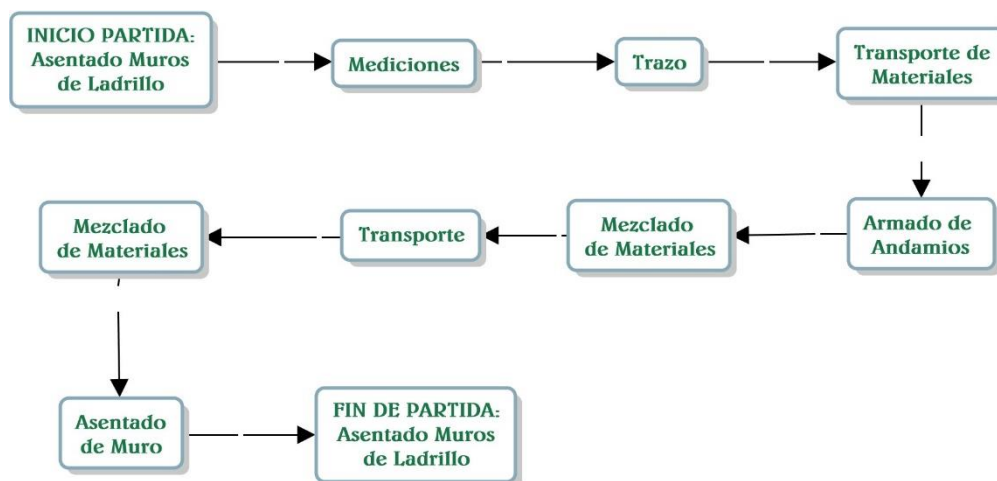 INICIO PARTIDA:
Asentado Muros
de Ladrillo
Mediciones
Trazo
Transporte de
Materiales
Armado de
Andamios
Mezclado
de Materiales
Transporte
Mezclado
de Materiales
Asentado
de Muro
FIN DE PARTIDA:
Asentado Muros
de Ladrillo